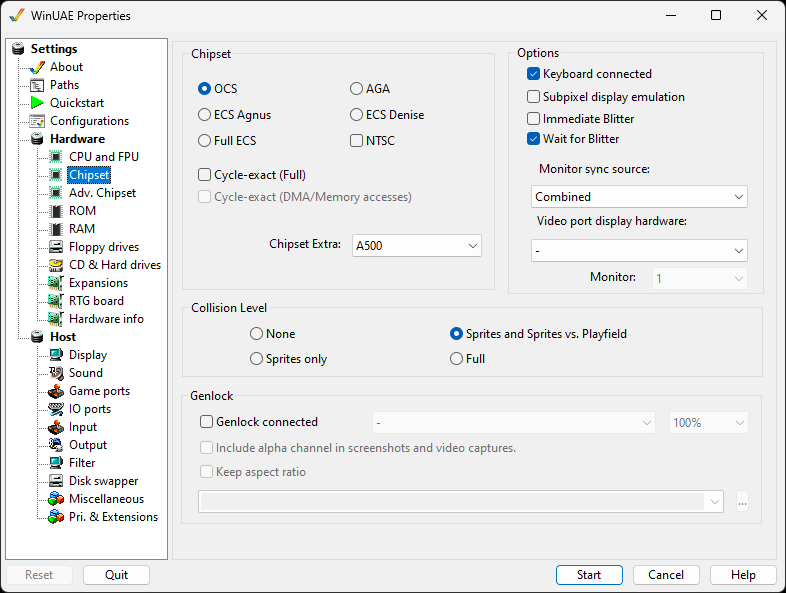 WinUAE Properties
Settings
About
Paths
Quickstart
Configurations
Hardware
CPU and FPU
Chipset
Adv. Chipset
ROM
RAM
Floppy drives
CD & Hard drives
Expansions
RTG board
Hardware info
Host
Display
Sound
Game ports
IO ports
Input
Output
Filter
Disk swapper
Miscellaneous
Pri. & Extensions
Chipset
OCS AGA
ECS Agnus ECS Denise
Full ECS NTSC
Cycle-exact (Full)
Cycle-exact (DMA/Memory accesses)
Chipset Extra: A500
Options
Keyboard connected
Subpixel display emulation
Immediate Blitter
Wait for Blitter
Monitor sync source:
Combined
Video port display hardware:
-
Monitor: 1
Collision Level
None Sprites and Sprites vs. Playfield
Sprites only Full
Genlock
Genlock connected - 100%
Include alpha channel in screenshots and video captures.
Keep aspect ratio
...
Reset Quit Start Cancel Help